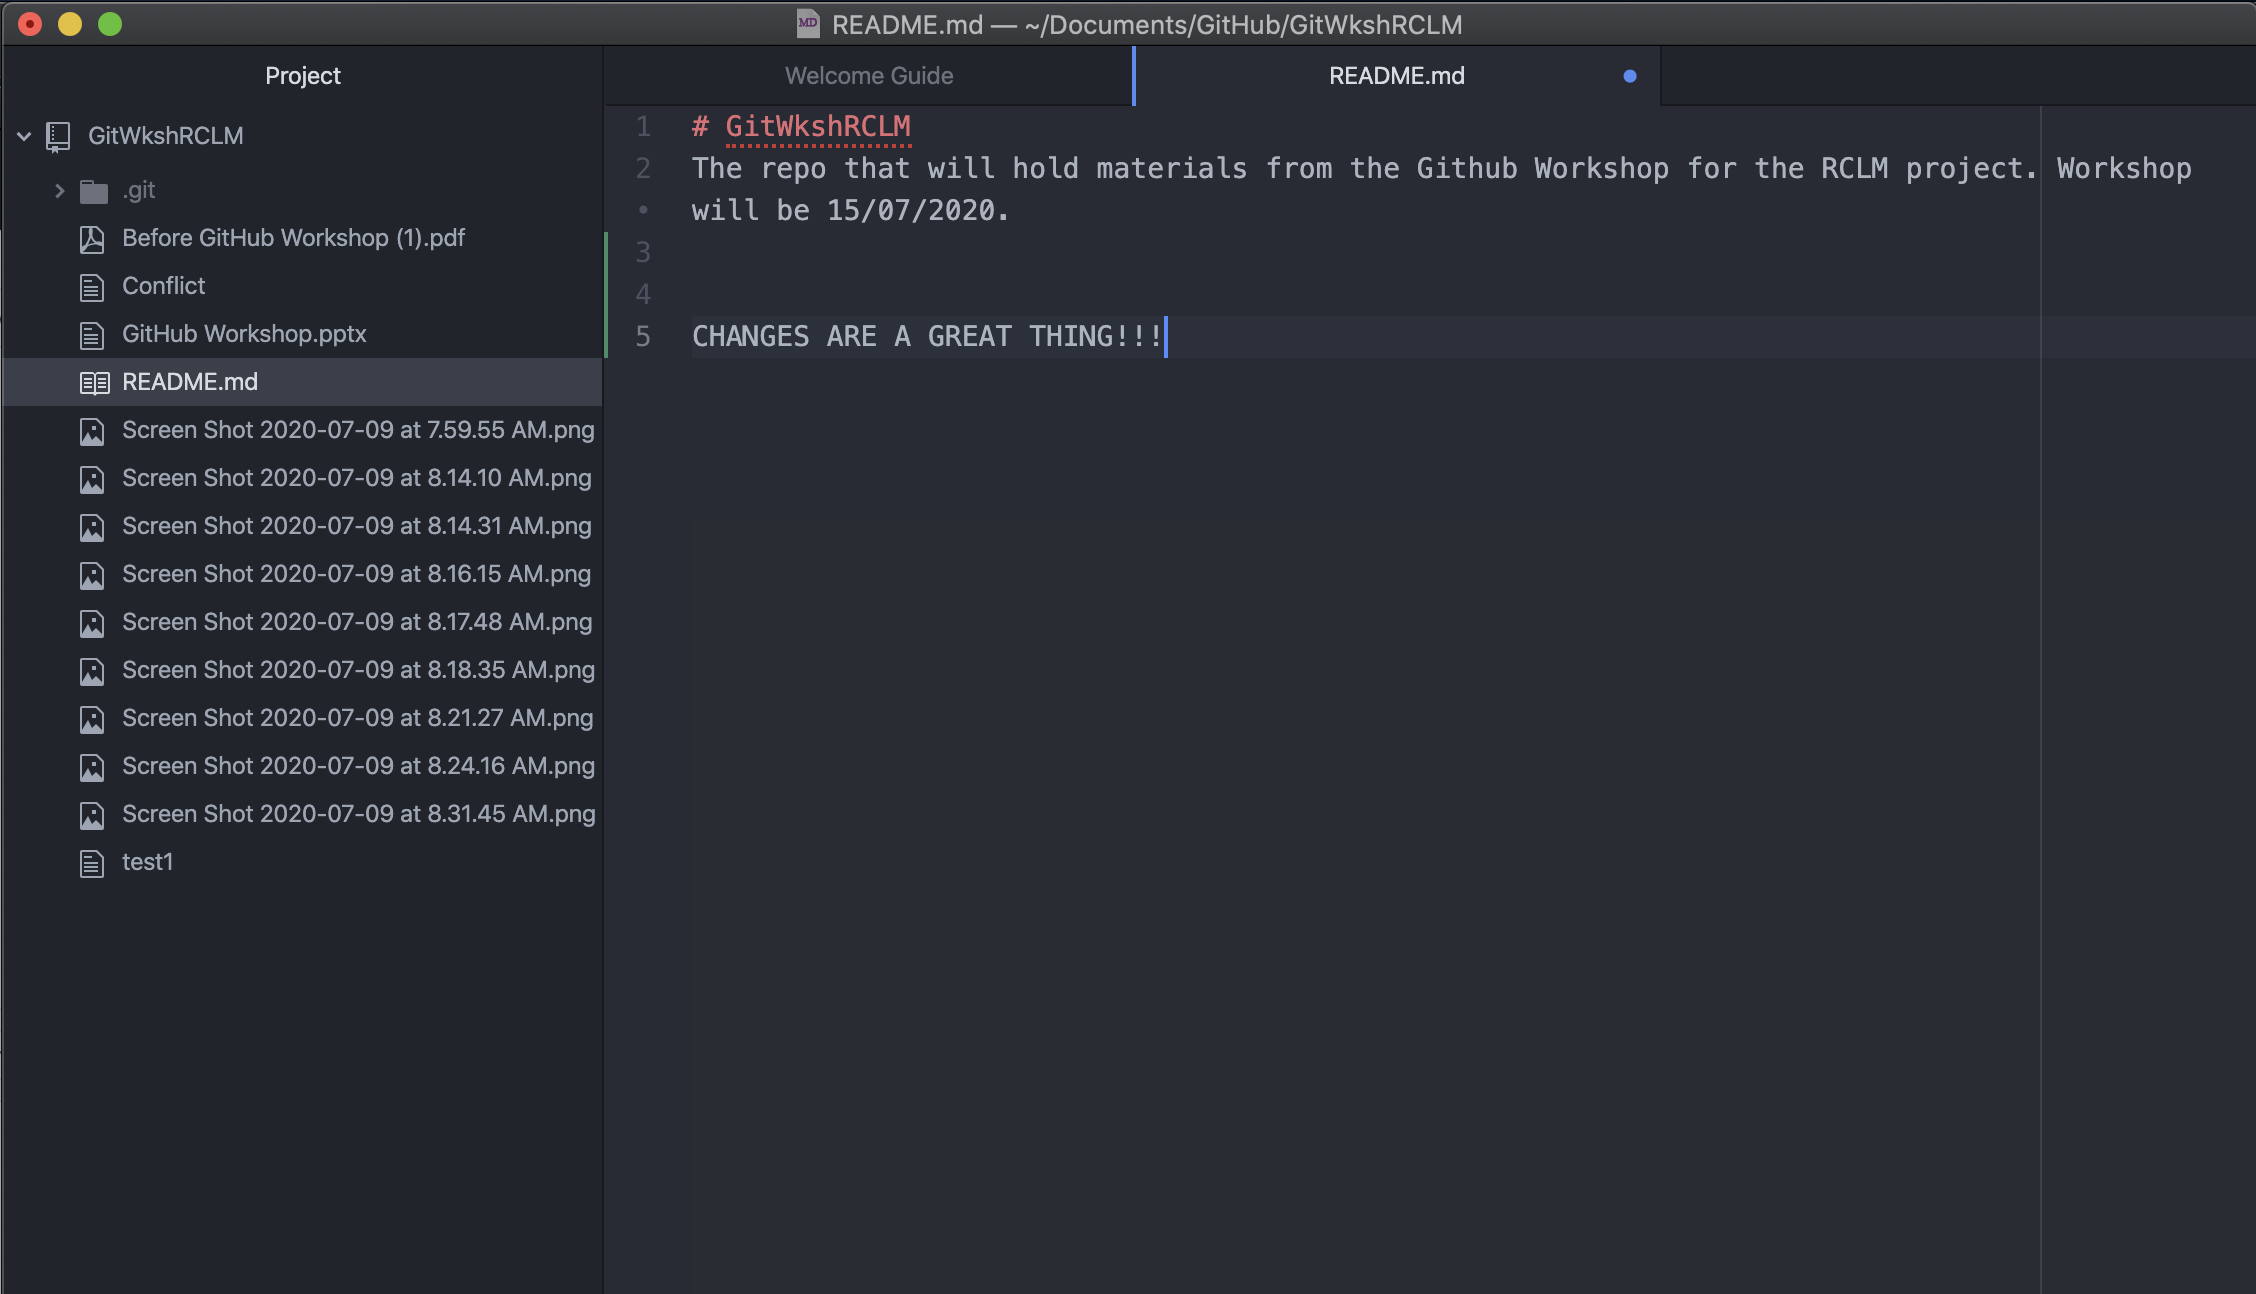 README.md — ~/Documents/GitHub/GitWkshRCLM
Project
Welcome Guide
README.md
GitWkshRCLM
.git
Before GitHub Workshop (1).pdf
Conflict
GitHub Workshop.pptx
README.md
Screen Shot 2020-07-09 at 7.59.55 AM.png
Screen Shot 2020-07-09 at 8.14.10 AM.png
Screen Shot 2020-07-09 at 8.14.31 AM.png
Screen Shot 2020-07-09 at 8.16.15 AM.png
Screen Shot 2020-07-09 at 8.17.48 AM.png
Screen Shot 2020-07-09 at 8.18.35 AM.png
Screen Shot 2020-07-09 at 8.21.27 AM.png
Screen Shot 2020-07-09 at 8.24.16 AM.png
Screen Shot 2020-07-09 at 8.31.45 AM.png
test1
1 # GitWkshRCLM
2 The repo that will hold materials from the Github Workshop for the RCLM project. Workshop
• will be 15/07/2020.
3
4
5 CHANGES ARE A GREAT THING!!!